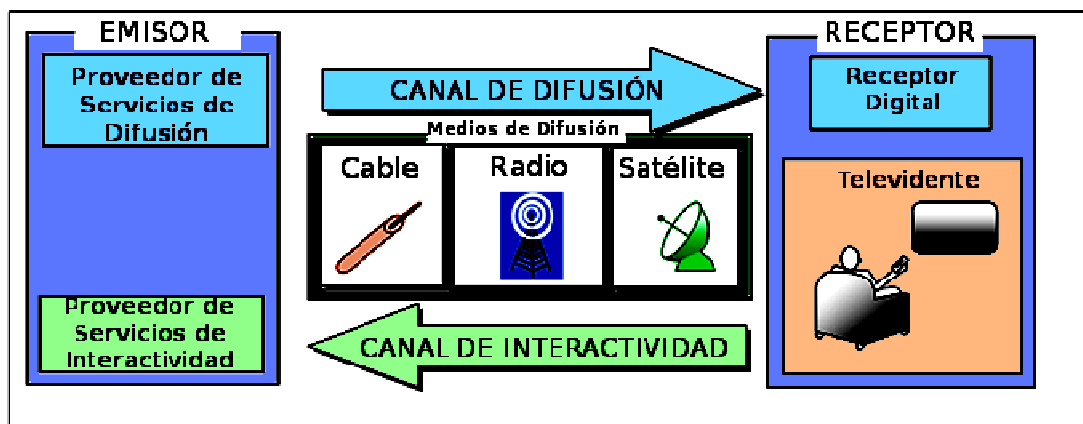 EMISOR
Proveedor de
Servicios de
Difusión
Proveedor de
Servicios de
Interactividad
CANAL DE DIFUSIÓN
Medios de Difusión
Cable
Radio
Satélite
CANAL DE INTERACTIVIDAD
RECEPTOR
Receptor
Digital
Televidente